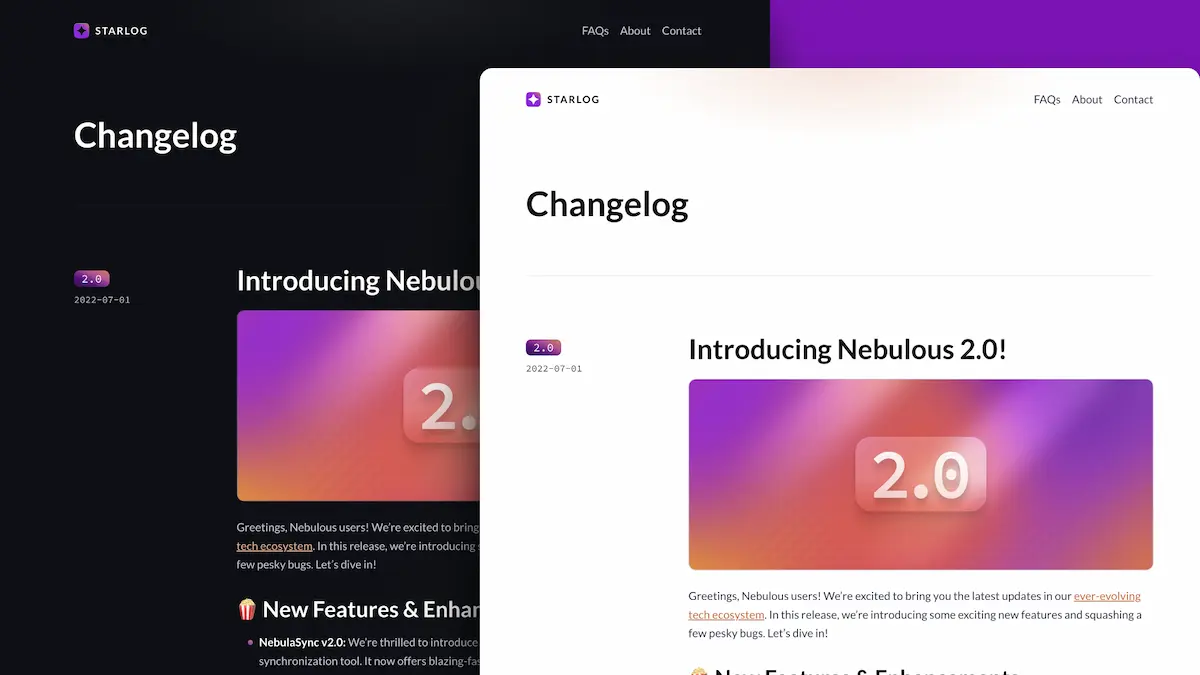 STARLOG
FAQs About Contact
Changelog
2.0
2022-07-01
Introducing Nebulou
2.
Greetings, Nebulous users! We're excited to bring
tech ecosystem. In this release, we're introducing
few pesky bugs. Let's dive in!
🍿 New Features & Enhan
NebulaSync v2.0: We're thrilled to introduce
synchronization tool. It now offers blazing-fas
STARLOG
FAQs About Contact
Changelog
2.0
2022-07-01
Introducing Nebulous 2.0!
2.0
Greetings, Nebulous users! We're excited to bring you the latest updates in our ever-evolving
tech ecosystem. In this release, we're introducing some exciting new features and squashing a
few pesky bugs. Let's dive in!
🍿 New Features & Enhancements